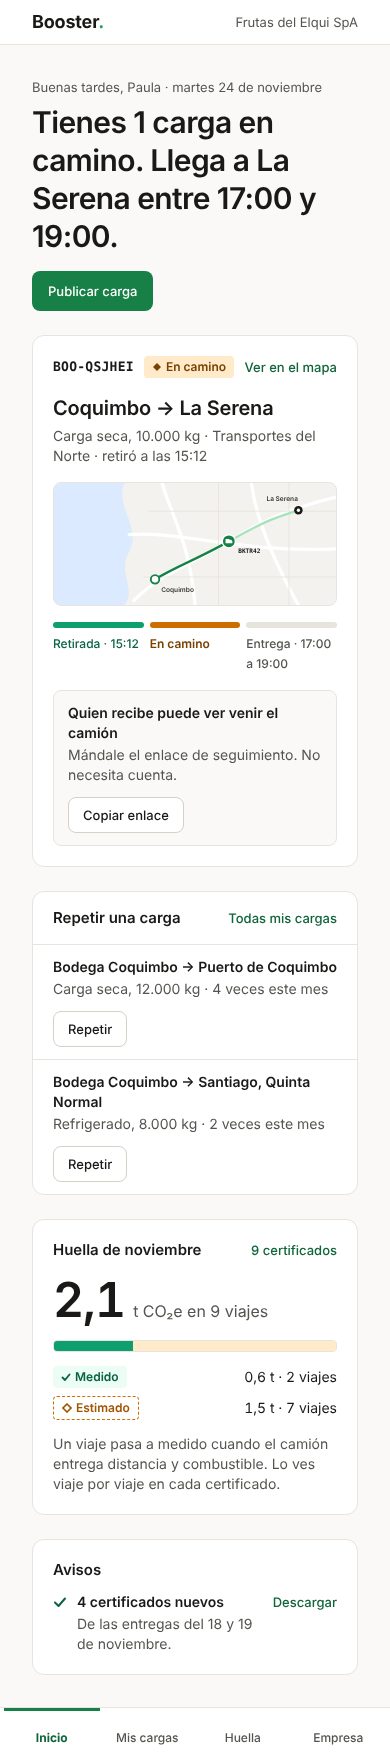 Booster.
Frutas del Elqui SpA
Buenas tardes, Paula · martes 24 de noviembre
Tienes 1 carga en
camino. Llega a La
Serena entre 17:00 y
19:00.
Publicar carga
BOO-QSJHEI
En camino
Ver en el mapa
Coquimbo → La Serena
Carga seca, 10.000 kg · Transportes del
Norte · retiró a las 15:12
La Serena
BKTR42
Coquimbo
Retirada · 15:12
En camino
Entrega · 17:00
a 19:00
Quien recibe puede ver venir el
camión
Mándale el enlace de seguimiento. No
necesita cuenta.
Copiar enlace
Repetir una carga
Todas mis cargas
Bodega Coquimbo → Puerto de Coquimbo
Carga seca, 12.000 kg · 4 veces este mes
Repetir
Bodega Coquimbo → Santiago, Quinta
Normal
Refrigerado, 8.000 kg · 2 veces este mes
Repetir
Huella de noviembre
9 certificados
2,1 t CO₂e en 9 viajes
Medido
0,6 t · 2 viajes
Estimado
1,5 t · 7 viajes
Un viaje pasa a medido cuando el camión
entrega distancia y combustible. Lo ves
viaje por viaje en cada certificado.
Avisos
4 certificados nuevos
Descargar
De las entregas del 18 y 19
de noviembre.
Inicio
Mis cargas
Huella
Empresa